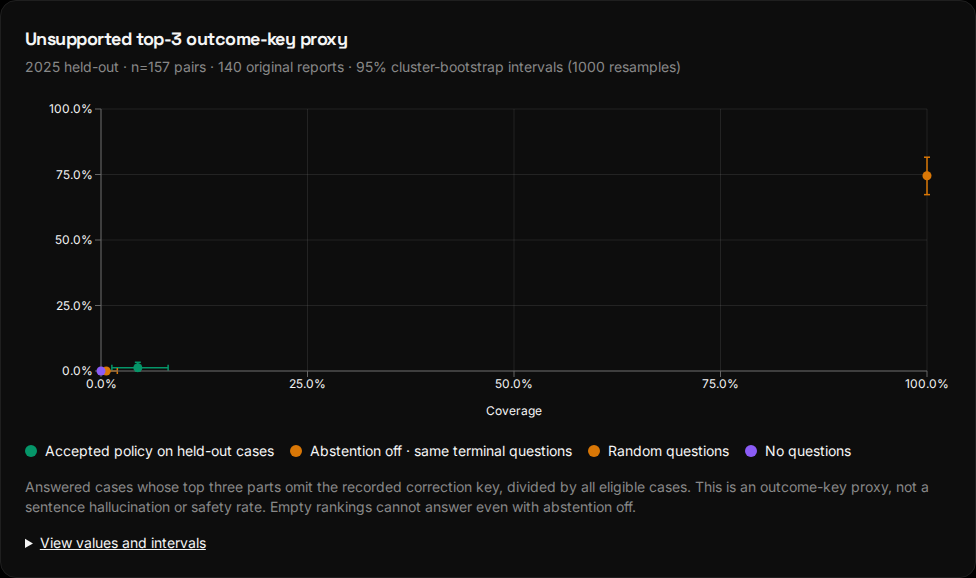 Unsupported top-3 outcome-key proxy
2025 held-out · n=157 pairs · 140 original reports · 95% cluster-bootstrap intervals (1000 resamples)
100.0%
75.0%
50.0%
25.0%
0.0%
0.0% 25.0% 50.0% 75.0% 100.0%
Coverage
Accepted policy on held-out cases Abstention off · same terminal questions Random questions No questions
Answered cases whose top three parts omit the recorded correction key, divided by all eligible cases. This is an outcome-key proxy, not a
sentence hallucination or safety rate. Empty rankings cannot answer even with abstention off.
View values and intervals